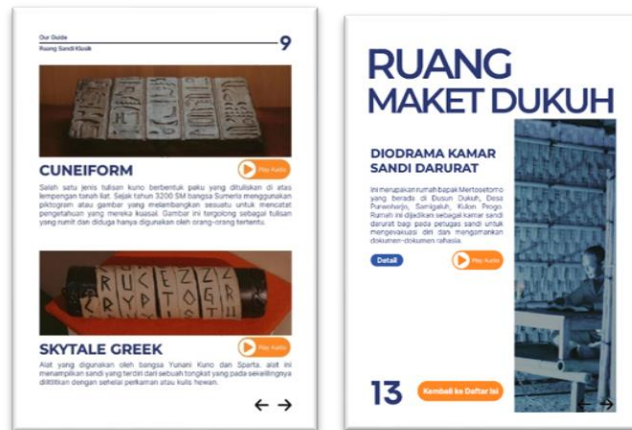 Our Guide
Ruang Sandi Klasik
9
CUNEIFORM
Play Audio
Salah satu jenis tulisan kuno berbentuk paku yang dituliskan di atas
lempengan tanah liat. Sejak tahun 3200 SM bangsa Sumeria menggunakan
piktogram atau gambar yang melambangkan sesuatu untuk mencatat
pengetahuan yang mereka kuasai. Gambar ini tergolong sebagai tulisan
yang rumit dan diduga hanya digunakan oleh orang-orang tertentu.
SKYTALE GREEK
Play Audio
Alat yang digunakan oleh bangsa Yunani Kuno dan Sparta. alat ini
menampilkan sandi yang terdiri dari sebuah tongkat yang pada sekelilingnya
dililitkan dengan sehelai perkaman atau kulis hewan.
RUANG
MAKET DUKUH
DIODRAMA KAMAR
SANDI DARURAT
Ini merupakan rumah bapak Mertosetomo
yang berada di Dusun Dukuh, Desa
Purwoharjo, Samigaluh, Kulon Progo
Rumah ini dijadikan sebagai kamar sandi
darurat bagi pada petugas sandi untuk
mengevakuasi diri dan mengamankan
dokumen-dokumen rahasia.
Detail
Play Audio
13
Kembali ke Daftar Isi